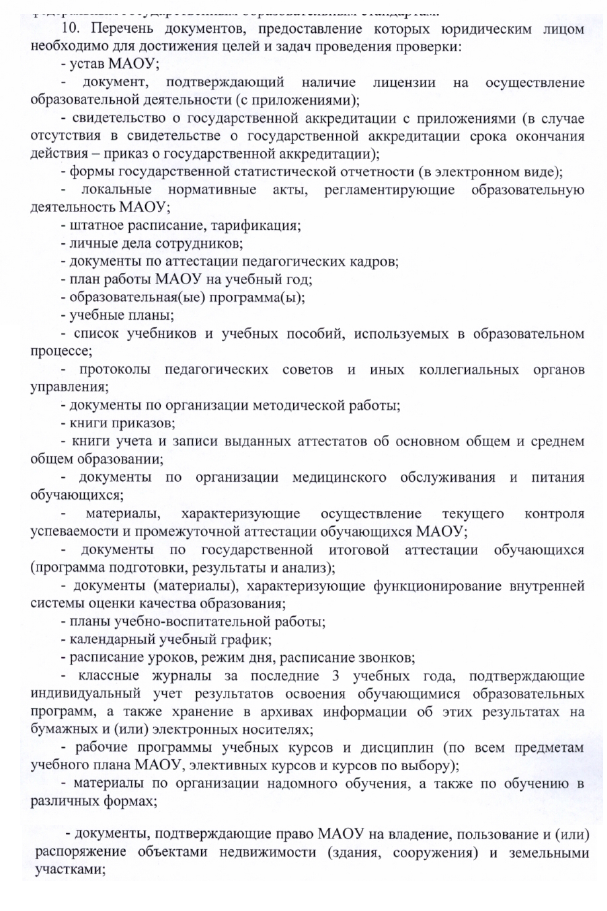 федеральным государственным образовательным стандартам.
10. Перечень документов, предоставление которых юридическим лицом
необходимо для достижения целей и задач проведения проверки:
- устав МАОУ;
- документ, подтверждающий наличие лицензии на осуществление
образовательной деятельности (с приложениями);
- свидетельство о государственной аккредитации с приложениями (в случае
отсутствия в свидетельстве о государственной аккредитации срока окончания
действия – приказ о государственной аккредитации);
- формы государственной статистической отчетности (в электронном виде);
- локальные нормативные акты, регламентирующие образовательную
деятельность МАОУ;
- штатное расписание, тарификация;
- личные дела сотрудников;
- документы по аттестации педагогических кадров;
- план работы МАОУ на учебный год;
- образовательная(ые) программа(ы);
- учебные планы;
- список учебников и учебных пособий, используемых в образовательном
процессе;
- протоколы педагогических советов и иных коллегиальных органов
управления;
- документы по организации методической работы;
- книги приказов;
- книги учета и записи выданных аттестатов об основном общем и среднем
общем образовании;
- документы по организации медицинского обслуживания и питания
обучающихся;
- материалы, характеризующие осуществление текущего контроля
успеваемости и промежуточной аттестации обучающихся МАОУ;
- документы по государственной итоговой аттестации обучающихся
(программа подготовки, результаты и анализ);
- документы (материалы), характеризующие функционирование внутренней
системы оценки качества образования;
- планы учебно-воспитательной работы;
- календарный учебный график;
- расписание уроков, режим дня, расписание звонков;
- классные журналы за последние 3 учебных года, подтверждающие
индивидуальный учет результатов освоения обучающимися образовательных
программ, а также хранение в архивах информации об этих результатах на
бумажных и (или) электронных носителях;
- рабочие программы учебных курсов и дисциплин (по всем предметам
учебного плана МАОУ, элективных курсов и курсов по выбору);
- материалы по организации надомного обучения, а также по обучению в
различных формах;
- документы, подтверждающие право МАОУ на владение, пользование и (или)
распоряжение объектами недвижимости (здания, сооружения) и земельными
участками;